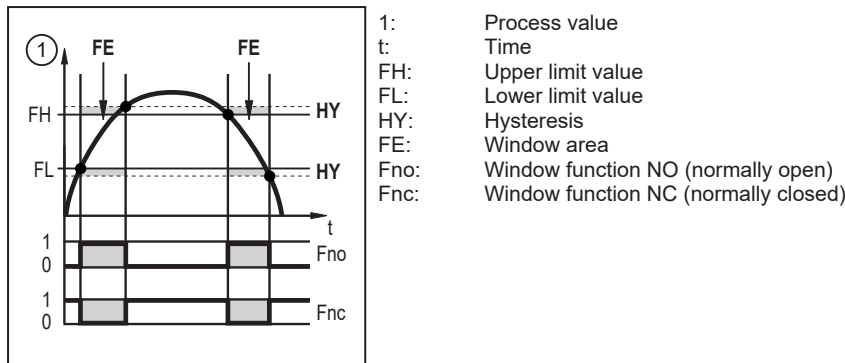 1 FE FE
FH HY
FL HY
t
1
0 Fno
1
0 Fnc
1: Process value
t: Time
FH: Upper limit value
FL: Lower limit value
HY: Hysteresis
FE: Window area
Fno: Window function NO (normally open)
Fnc: Window function NC (normally closed)